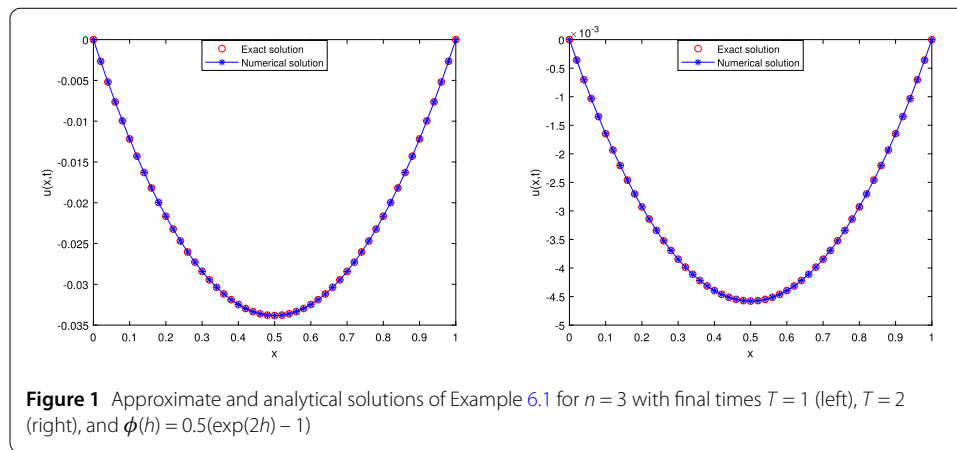 0
-0.005
-0.01
-0.015
-0.02
-0.025
-0.03
-0.035
u(x,t)
0 0.1 0.2 0.3 0.4 0.5 0.6 0.7 0.8 0.9 1
x
Exact solution
Numerical solution
×10⁻³
0
-0.5
-1
-1.5
-2
-2.5
-3
-3.5
-4
-4.5
-5
u(x,t)
0 0.1 0.2 0.3 0.4 0.5 0.6 0.7 0.8 0.9 1
x
Exact solution
Numerical solution
Figure 1 Approximate and analytical solutions of Example 6.1 for n = 3 with final times T = 1 (left), T = 2
(right), and ϕ(h) = 0.5(exp(2h) – 1)